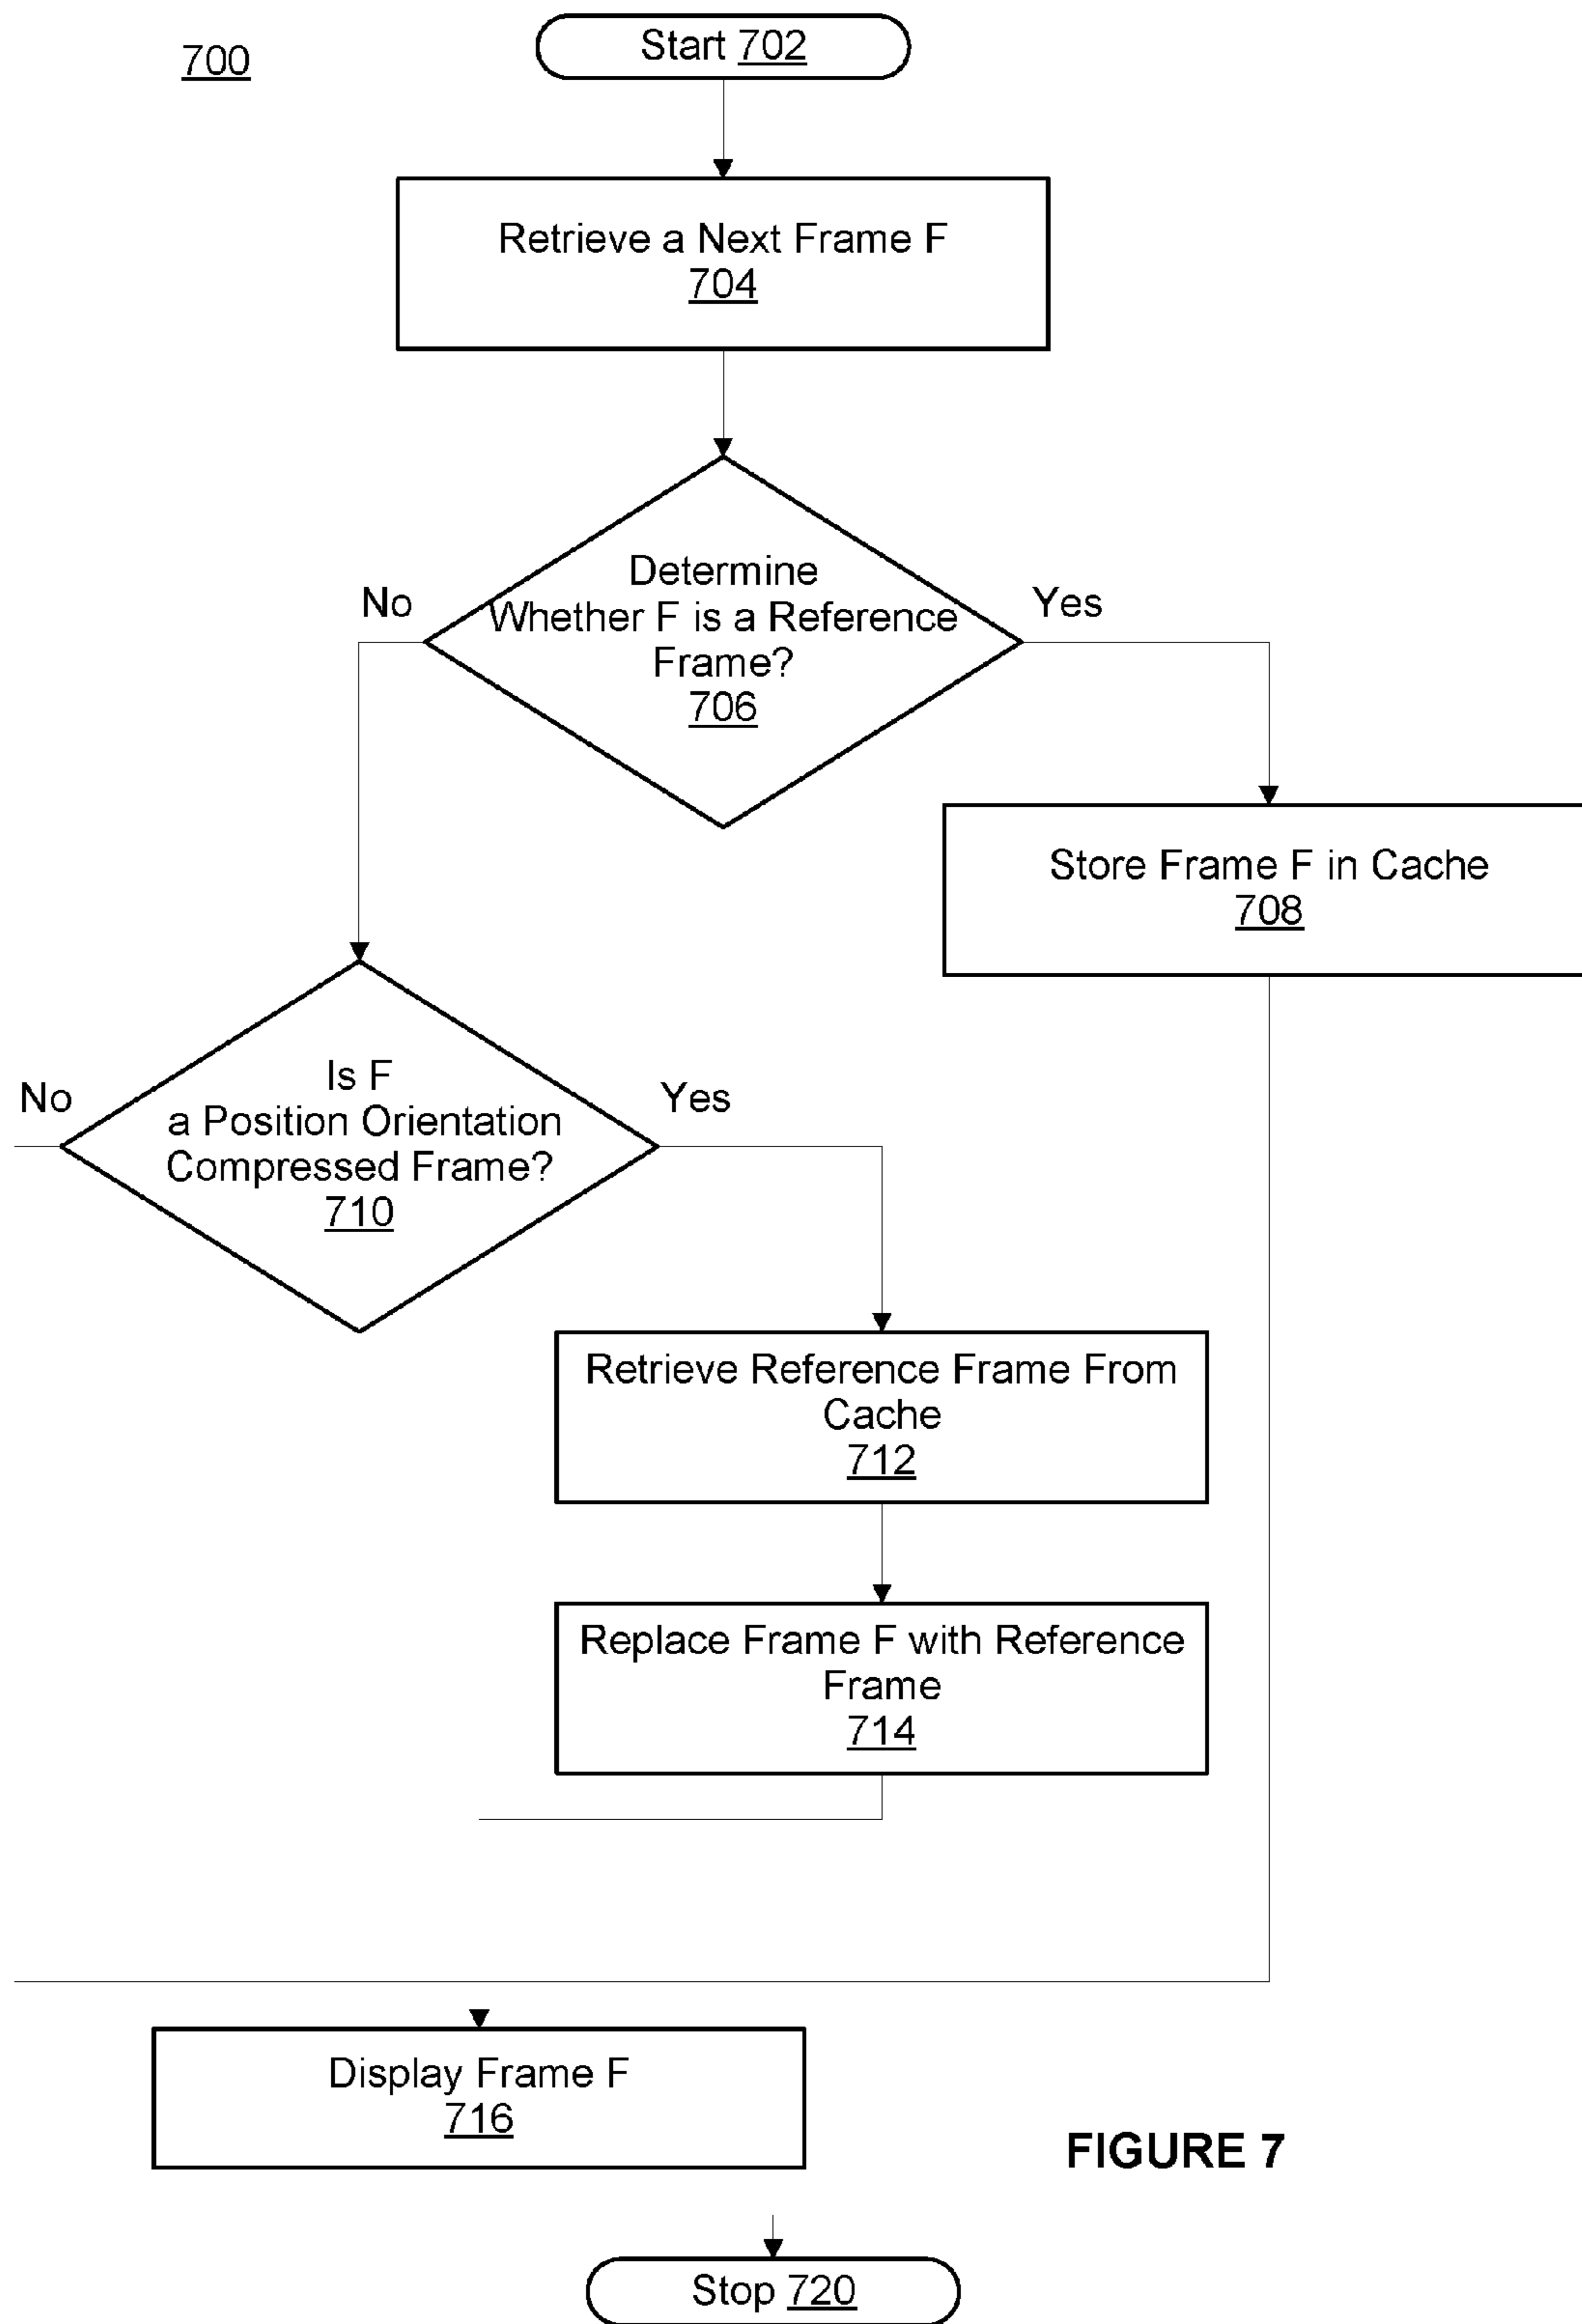 700
Start 702
Retrieve a Next Frame F
704
Determine
Whether F is a Reference
Frame?
706
No
Yes
Store Frame F in Cache
708
Is F
a Position Orientation
Compressed Frame?
710
No
Yes
Retrieve Reference Frame From
Cache
712
Replace Frame F with Reference
Frame
714
Display Frame F
716
FIGURE 7
Stop 720